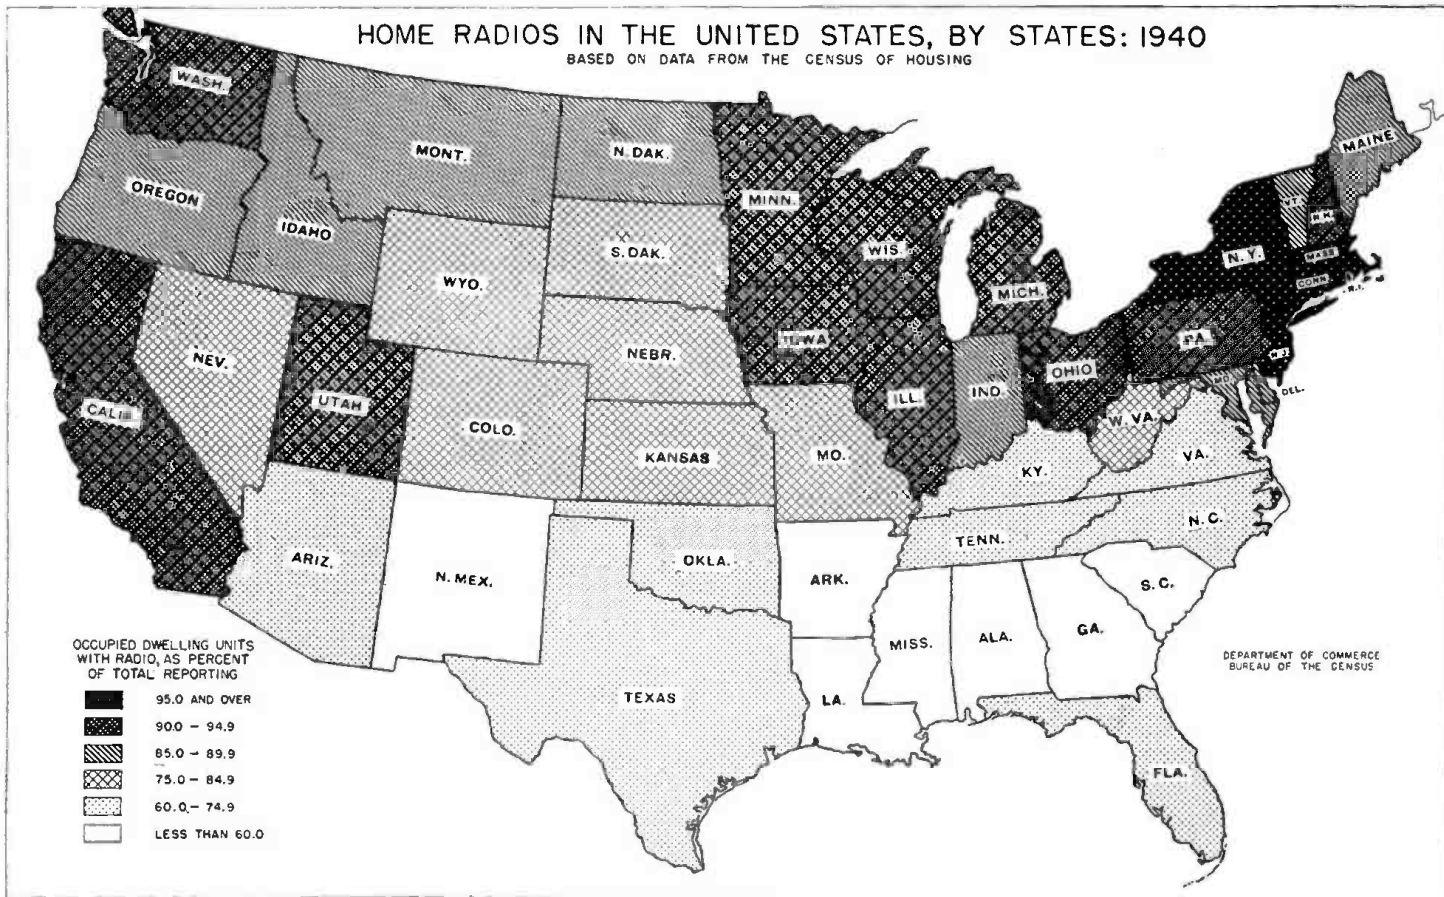 HOME RADIOS IN THE UNITED STATES, BY STATES: 1940
BASED ON DATA FROM THE CENSUS OF HOUSING
WASH.
MONT.
N. DAK.
MINN.
MAINE
OREGON
IDAHO
VT.
N.H.
S. DAK.
WIS.
N.Y.
MASS
WYO.
MICH.
CONN.
R.I.
NEV.
NEBR.
IOWA
PA.
N.J.
CALIF.
UTAH
COLO.
KANSAS
MO.
ILL.
IND.
OHIO
MD.
DEL.
W. VA.
KY.
VA.
ARIZ.
N. MEX.
OKLA.
ARK.
TENN.
N. C.
S. C.
MISS.
ALA.
GA.
TEXAS
LA.
FLA.
OCCUPIED DWELLING UNITS
WITH RADIO, AS PERCENT
OF TOTAL REPORTING
95.0 AND OVER
90.0 - 94.9
85.0 - 89.9
75.0 - 84.9
60.0 - 74.9
LESS THAN 60.0
DEPARTMENT OF COMMERCE
BUREAU OF THE CENSUS